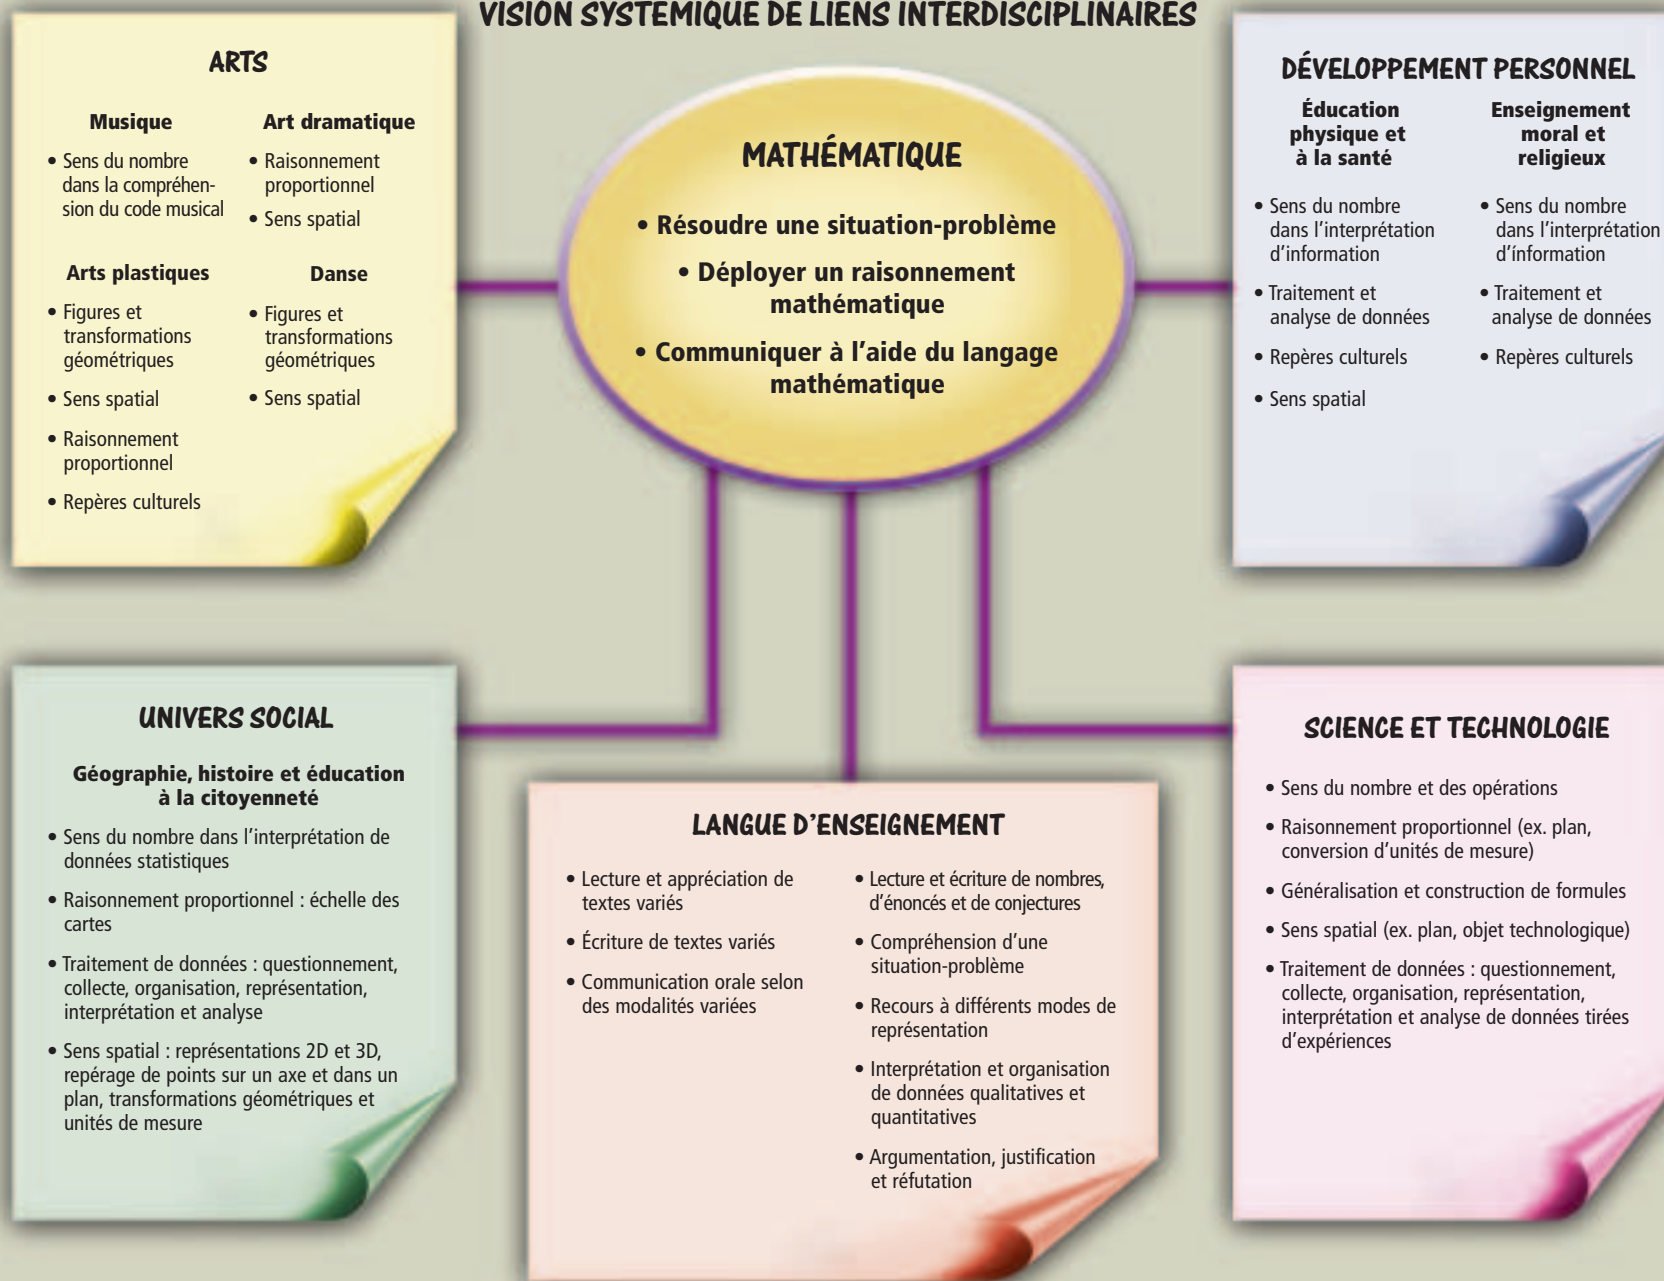 VISION SYSTÉMIQUE DE LIENS INTERDISCIPLINAIRES
ARTS
Musique
• Sens du nombre
dans la compréhen-
sion du code musical
Art dramatique
• Raisonnement
proportionnel
• Sens spatial
Arts plastiques
• Figures et
transformations
géométriques
• Sens spatial
• Raisonnement
proportionnel
• Repères culturels
Danse
• Figures et
transformations
géométriques
• Sens spatial
MATHÉMATIQUE
• Résoudre une situation-problème
• Déployer un raisonnement
mathématique
• Communiquer à l'aide du langage
mathématique
DÉVELOPPEMENT PERSONNEL
Éducation
physique et
à la santé
• Sens du nombre
dans l'interprétation
d'information
• Traitement et
analyse de données
• Repères culturels
• Sens spatial
Enseignement
moral et
religieux
• Sens du nombre
dans l'interprétation
d'information
• Traitement et
analyse de données
• Repères culturels
UNIVERS SOCIAL
Géographie, histoire et éducation
à la citoyenneté
• Sens du nombre dans l'interprétation de
données statistiques
• Raisonnement proportionnel : échelle des
cartes
• Traitement de données : questionnement,
collecte, organisation, représentation,
interprétation et analyse
• Sens spatial : représentations 2D et 3D,
repérage de points sur un axe et dans un
plan, transformations géométriques et
unités de mesure
LANGUE D'ENSEIGNEMENT
• Lecture et appréciation de
textes variés
• Écriture de textes variés
• Communication orale selon
des modalités variées
• Lecture et écriture de nombres,
d'énoncés et de conjectures
• Compréhension d'une
situation-problème
• Recours à différents modes de
représentation
• Interprétation et organisation
de données qualitatives et
quantitatives
• Argumentation, justification
et réfutation
SCIENCE ET TECHNOLOGIE
• Sens du nombre et des opérations
• Raisonnement proportionnel (ex. plan,
conversion d'unités de mesure)
• Généralisation et construction de formules
• Sens spatial (ex. plan, objet technologique)
• Traitement de données : questionnement,
collecte, organisation, représentation,
interprétation et analyse de données tirées
d'expériences